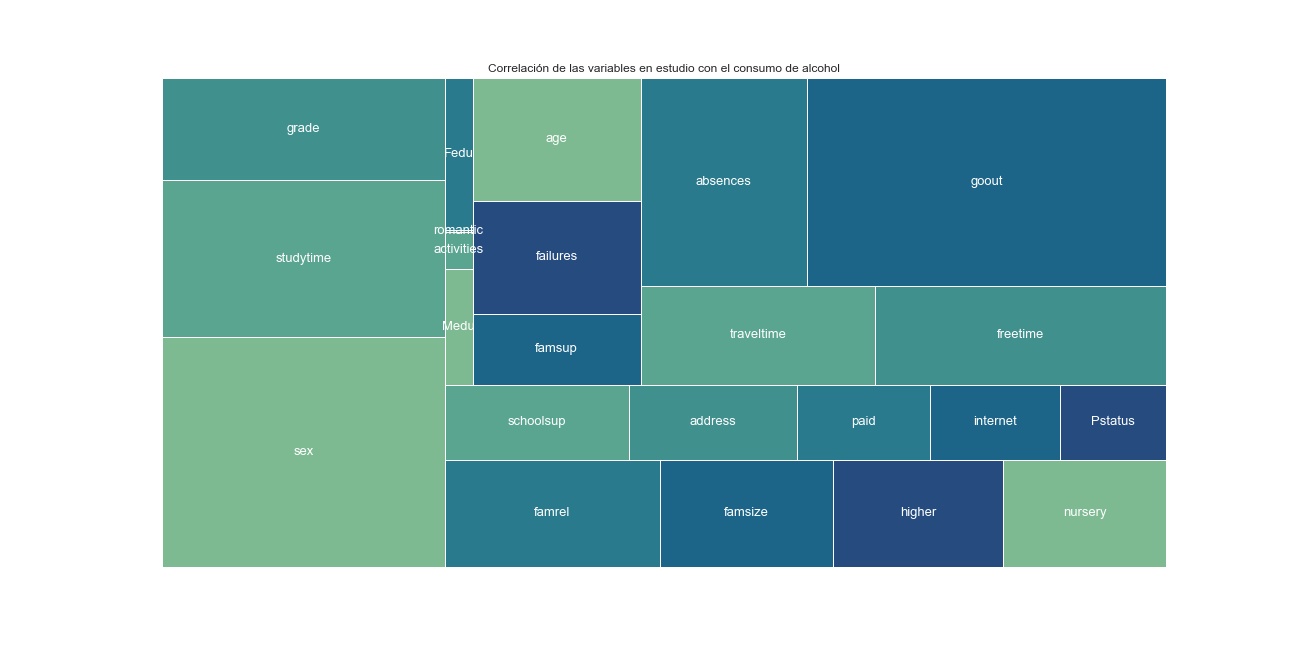 Correlación de las variables en estudio con el consumo de alcohol
grade
studytime
sex
Fedu
romantic
activities
Medu
age
failures
famsup
absences
goout
traveltime
freetime
schoolsup
address
paid
internet
Pstatus
famrel
famsize
higher
nursery